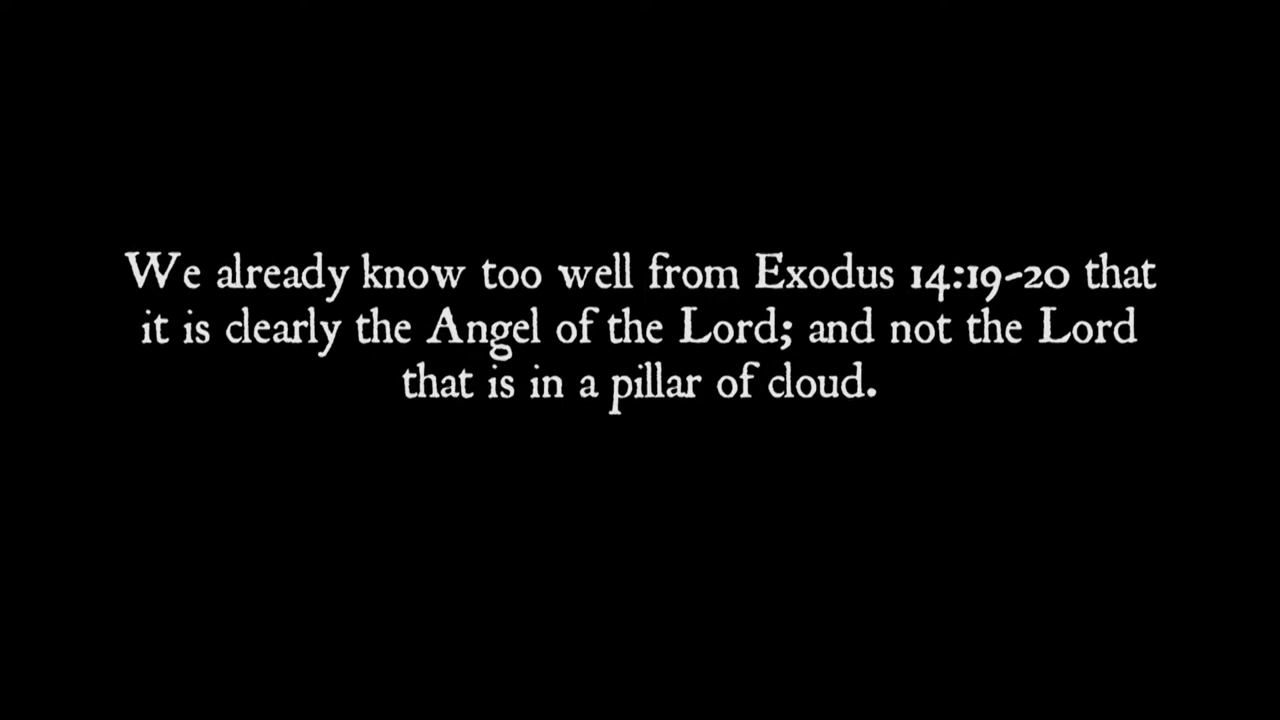 We already know too well from Exodus 14:19-20 that
it is clearly the Angel of the Lord; and not the Lord
that is in a pillar of cloud.